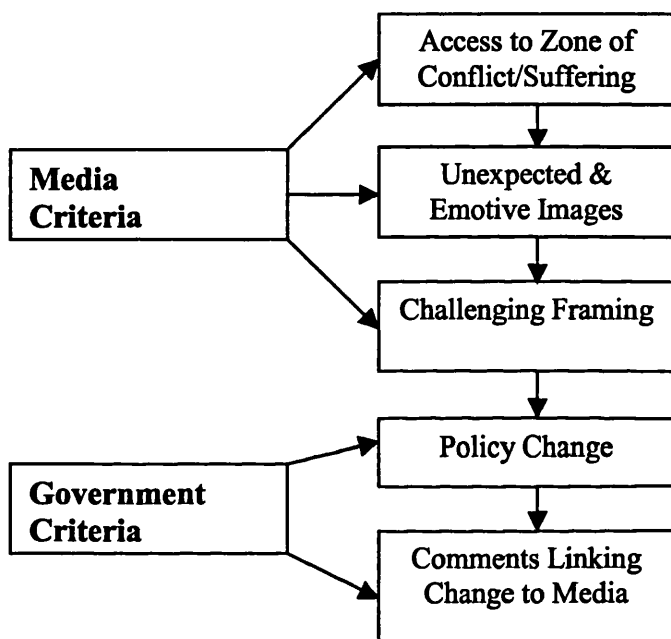 Access to Zone of
Conflict/Suffering
Media
Criteria
Unexpected &
Emotive Images
Challenging Framing
Policy Change
Government
Criteria
Comments Linking
Change to Media